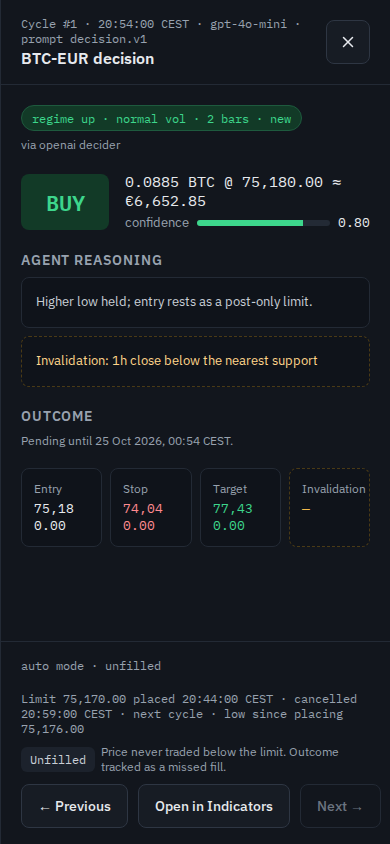 Cycle #1 · 20:54:00 CEST · gpt-4o-mini ·
prompt decision.v1
BTC-EUR decision
×
regime up · normal vol · 2 bars · new
via openai decider
BUY
0.0885 BTC @ 75,180.00 ≈
€6,652.85
confidence 0.80
AGENT REASONING
Higher low held; entry rests as a post-only limit.
Invalidation: 1h close below the nearest support
OUTCOME
Pending until 25 Oct 2026, 00:54 CEST.
Entry Stop Target Invalidation
75,18 74,04 77,43 —
0.00 0.00 0.00
auto mode · unfilled
Limit 75,170.00 placed 20:44:00 CEST · cancelled
20:59:00 CEST · next cycle · low since placing
75,176.00
Unfilled
Price never traded below the limit. Outcome
tracked as a missed fill.
← Previous Open in Indicators Next →